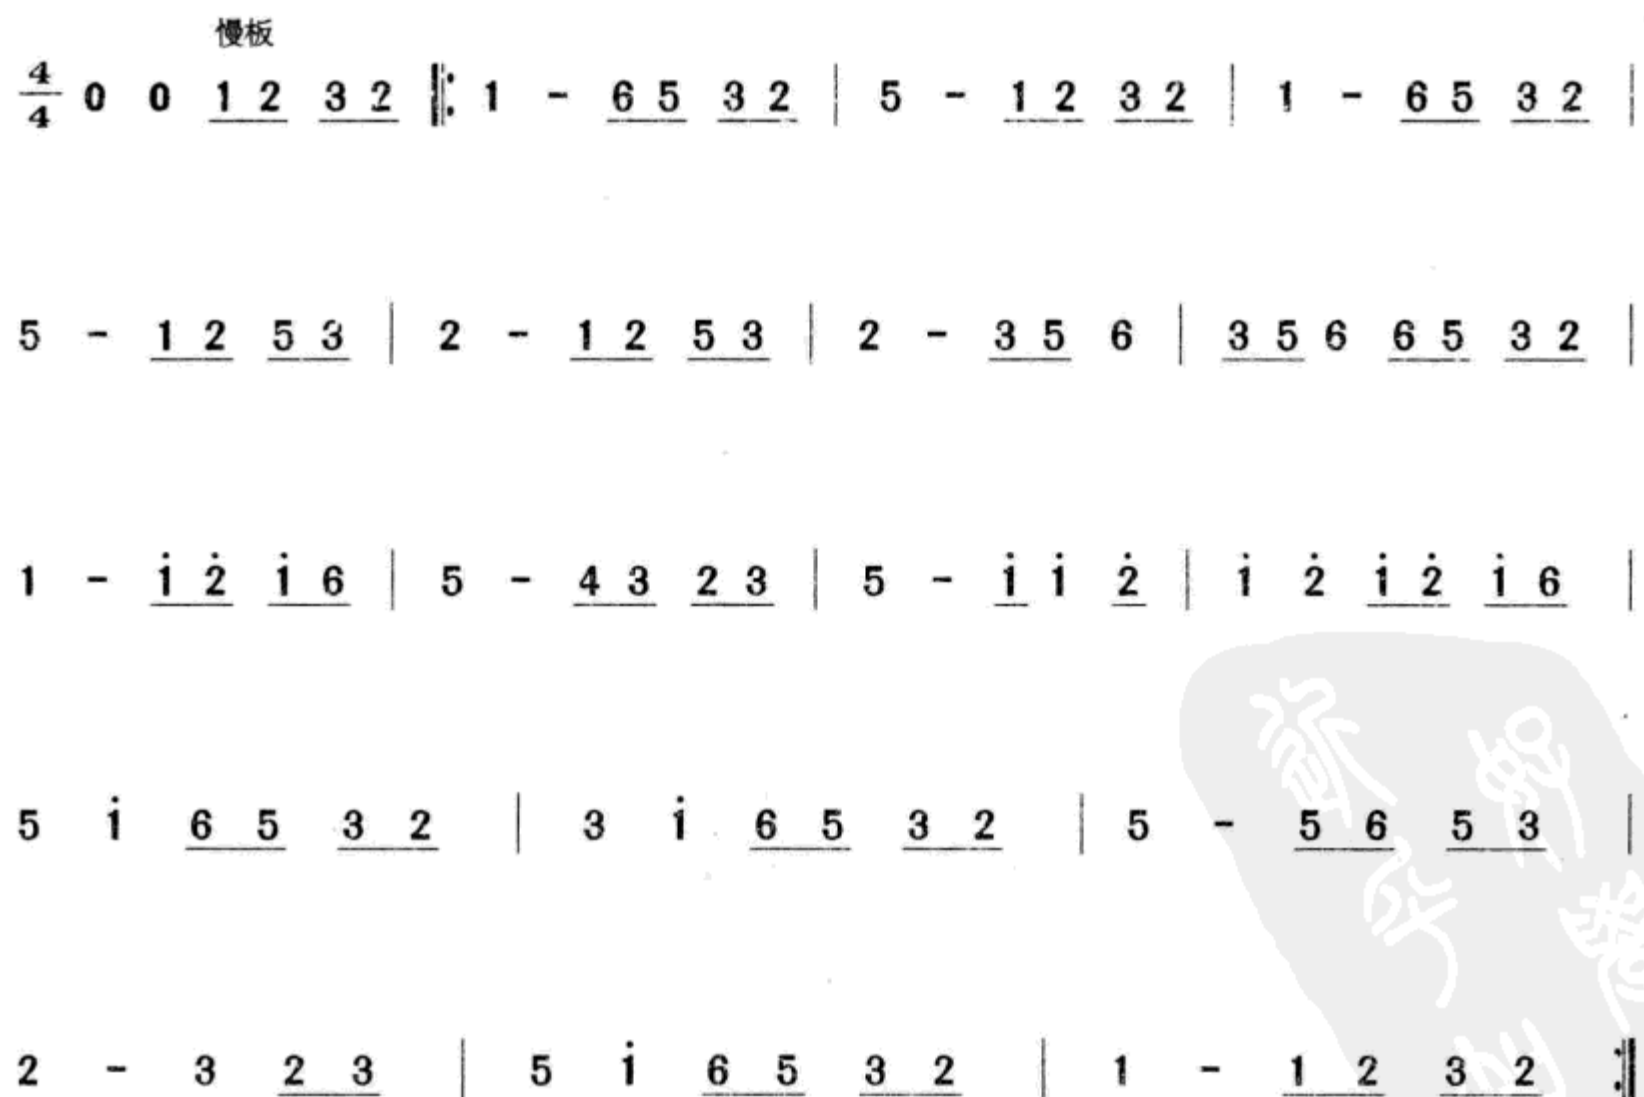 慢板
4/4 0 0 1 2 3 2 ‖: 1 - 6 5 3 2 | 5 - 1 2 3 2 | 1 - 6 5 3 2 |
5 - 1 2 5 3 | 2 - 1 2 5 3 | 2 - 3 5 6 | 3 5 6 6 5 3 2 |
1 - i̇ 2̇ i̇ 6 | 5 - 4 3 2 3 | 5 - i̇ i̇ 2̇ | i̇ 2̇ i̇ 2̇ i̇ 6 |
5 i̇ 6 5 3 2 | 3 i̇ 6 5 3 2 | 5 - 5 6 5 3 |
2 - 3 2 3 | 5 i̇ 6 5 3 2 | 1 - 1 2 3 2 :‖